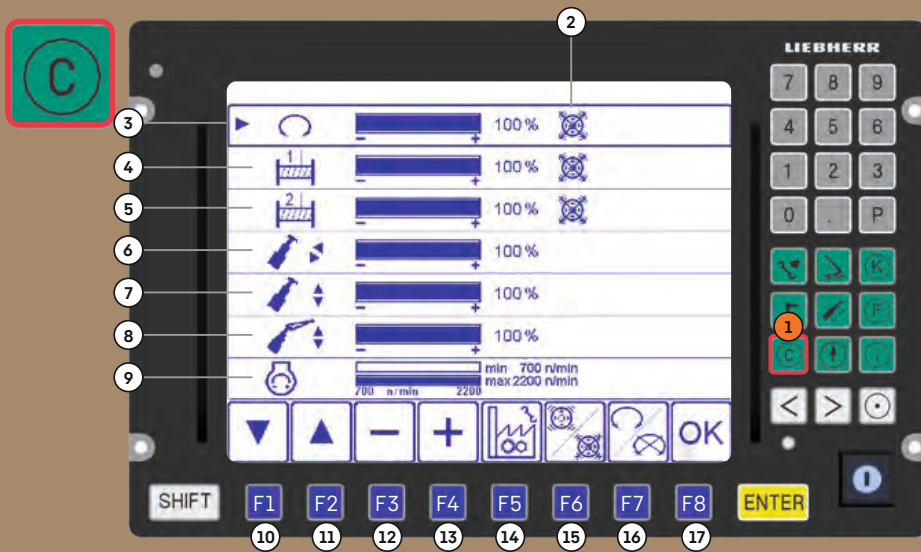 C
2
LIEBHERR
7 8 9
3 100 % 4 5 6
- +
4 1 100 % 1 2 3
- +
5 2 100 % 0 . P
- +
6 100 %
- +
K
7 100 %
- +
E
8 100 %
- +
1
C i
9 min 700 n/min
max 2200 n/min
700 n/min 2200
< >
− + OK
SHIFT F1 F2 F3 F4 F5 F6 F7 F8 ENTER
10 11 12 13 14 15 16 17